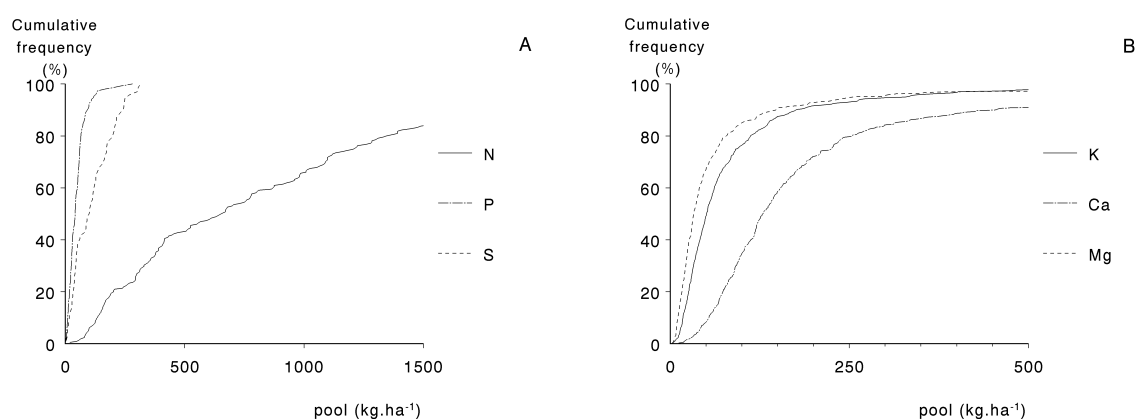 Cumulative
frequency
(%)
A
100
80
60
40
20
0
0 500 1000 1500
pool (kg.ha⁻¹)
N
P
S
Cumulative
frequency
(%)
B
100
80
60
40
20
0
0 250 500
pool (kg.ha⁻¹)
K
Ca
Mg